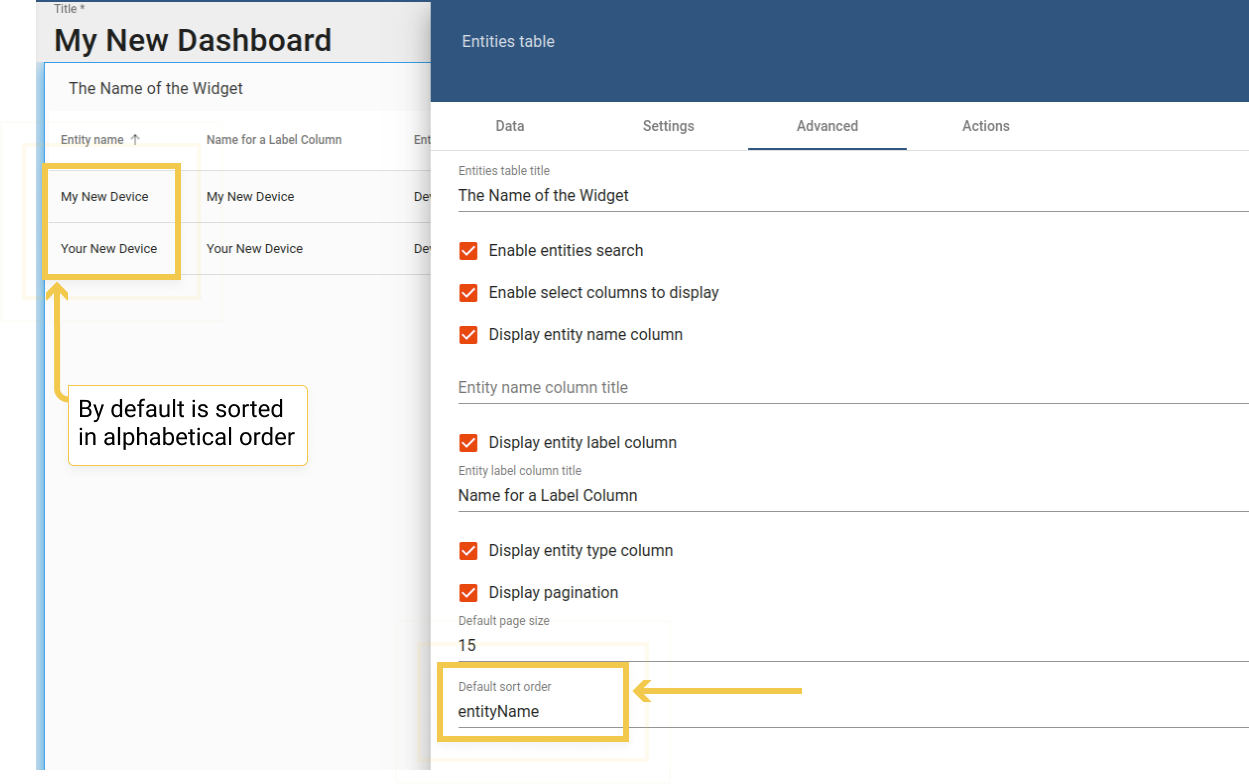 Title *
My New Dashboard
The Name of the Widget
Entity name ↑ Name for a Label Column Ent
My New Device My New Device De
Your New Device Your New Device De
By default is sorted
in alphabetical order
Entities table
Data Settings Advanced Actions
Entities table title
The Name of the Widget
Enable entities search
Enable select columns to display
Display entity name column
Entity name column title
Display entity label column
Entity label column title
Name for a Label Column
Display entity type column
Display pagination
Default page size
15
Default sort order
entityName